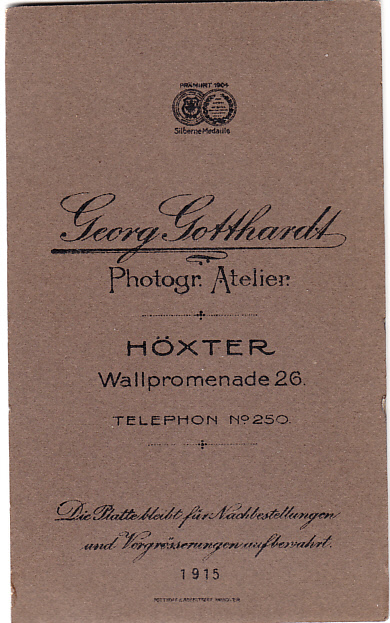 PRÄMIIRT 1904
Silberne Medaille
Georg Gotthardt
Photogr. Atelier.
HÖXTER
Wallpromenade 26.
TELEPHON No 250.
Die Platte bleibt für Nachbestellungen
und Vergrösserungen aufbewahrt.
1915